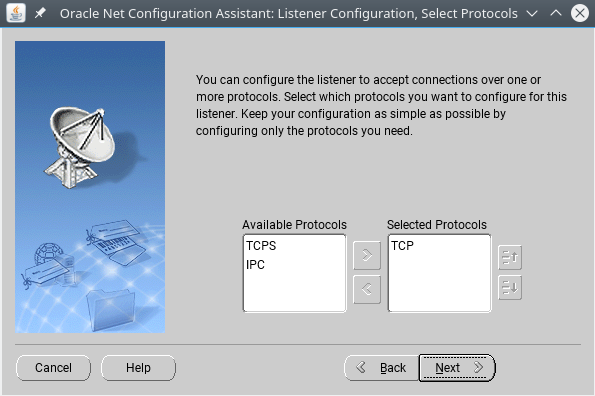 Oracle Net Configuration Assistant: Listener Configuration, Select Protocols
You can configure the listener to accept connections over one or
more protocols. Select which protocols you want to configure for this
listener. Keep your configuration as simple as possible by
configuring only the protocols you need.
Available Protocols
Selected Protocols
TCPS
IPC
TCP
Cancel
Help
Back
Next